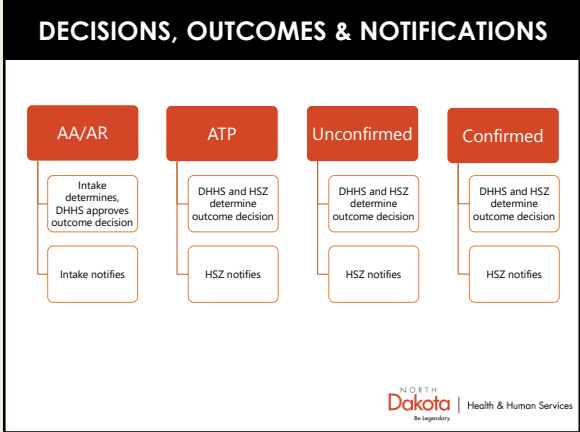 DECISIONS, OUTCOMES & NOTIFICATIONS
AA/AR
Intake
determines,
DHHS approves
outcome decision
Intake notifies
ATP
DHHS and HSZ
determine
outcome decision
HSZ notifies
Unconfirmed
DHHS and HSZ
determine
outcome decision
HSZ notifies
Confirmed
DHHS and HSZ
determine
outcome decision
HSZ notifies
NORTH
Dakota | Health & Human Services
Be Legendary.